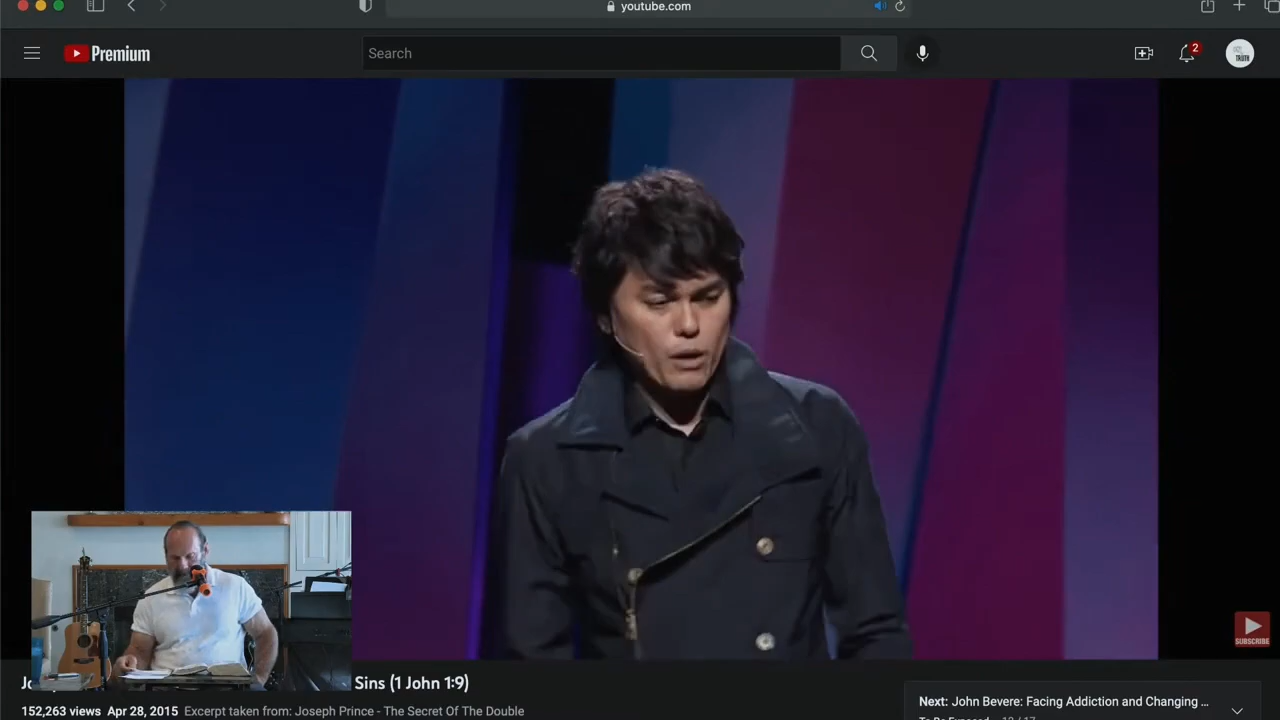 youtube.com
Premium
Search
2
TRUTH
SUBSCRIBE
Sins (1 John 1:9)
152,263 views Apr 28, 2015 Excerpt taken from: Joseph Prince - The Secret Of The Double
Next: John Bevere: Facing Addiction and Changing ...